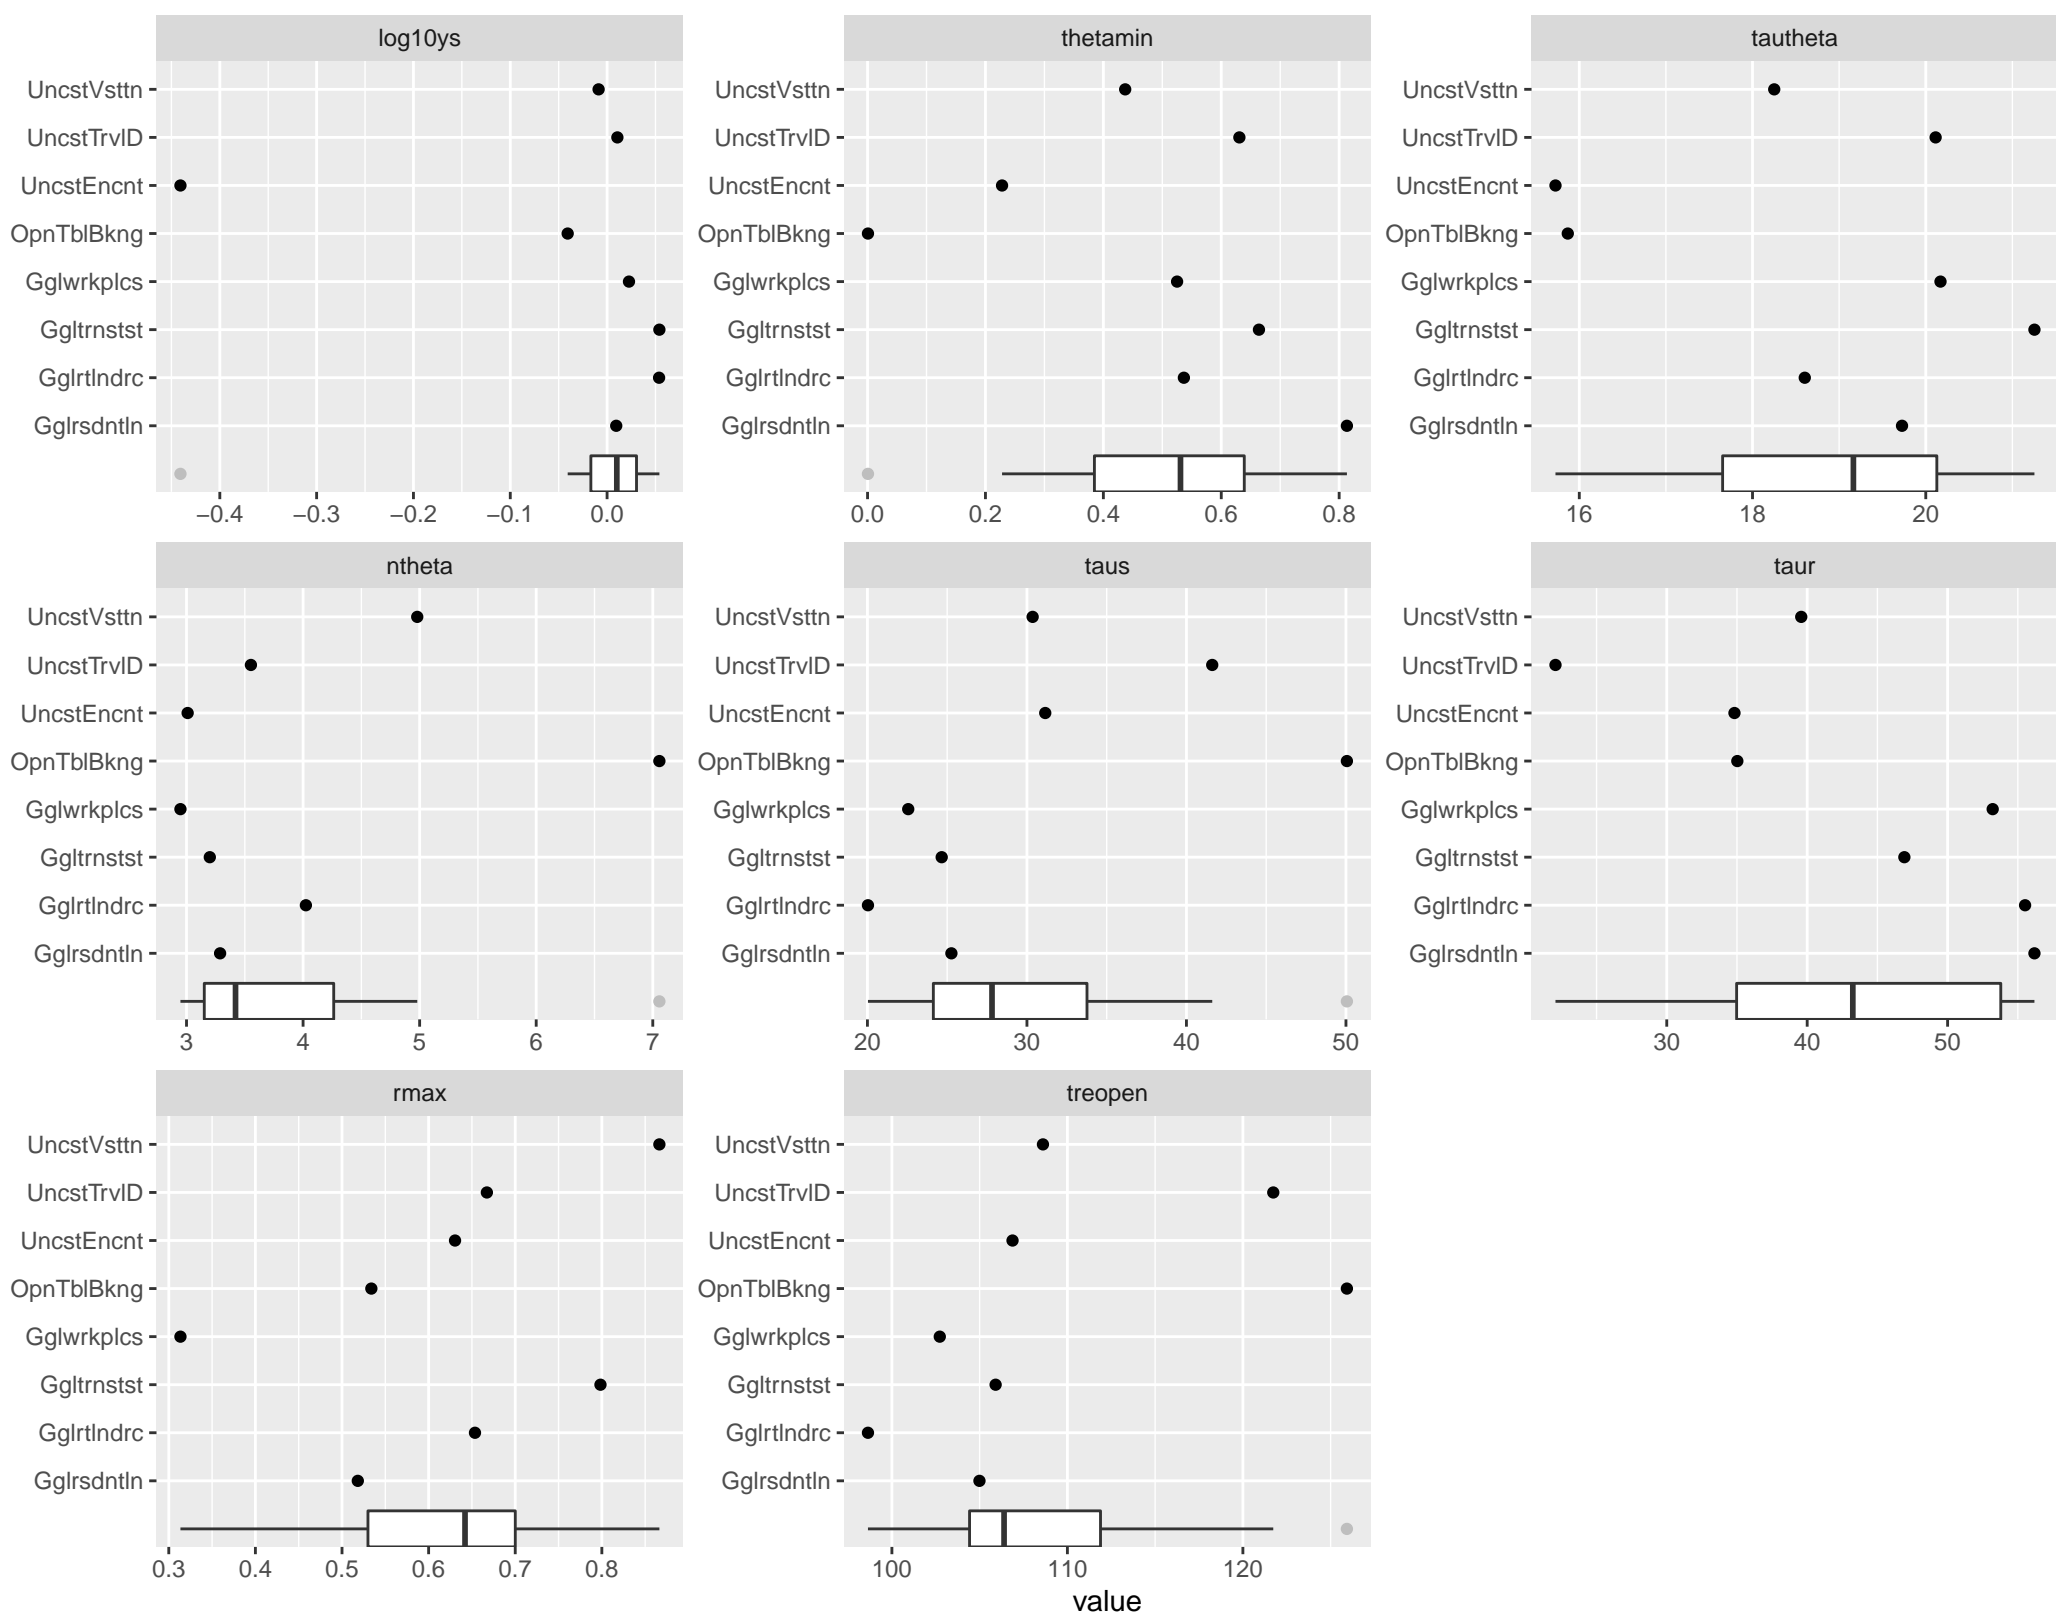 log10ys
UncstVsttn
UncstTrvlD
UncstEncnt
OpnTblBkng
Gglwrkplcs
Ggltrnstst
Gglrtlndrc
Gglrsdntln
−0.4 −0.3 −0.2 −0.1 0.0
thetamin
UncstVsttn
UncstTrvlD
UncstEncnt
OpnTblBkng
Gglwrkplcs
Ggltrnstst
Gglrtlndrc
Gglrsdntln
0.0 0.2 0.4 0.6 0.8
tautheta
UncstVsttn
UncstTrvlD
UncstEncnt
OpnTblBkng
Gglwrkplcs
Ggltrnstst
Gglrtlndrc
Gglrsdntln
16 18 20
ntheta
UncstVsttn
UncstTrvlD
UncstEncnt
OpnTblBkng
Gglwrkplcs
Ggltrnstst
Gglrtlndrc
Gglrsdntln
3 4 5 6 7
taus
UncstVsttn
UncstTrvlD
UncstEncnt
OpnTblBkng
Gglwrkplcs
Ggltrnstst
Gglrtlndrc
Gglrsdntln
20 30 40 50
taur
UncstVsttn
UncstTrvlD
UncstEncnt
OpnTblBkng
Gglwrkplcs
Ggltrnstst
Gglrtlndrc
Gglrsdntln
30 40 50
rmax
UncstVsttn
UncstTrvlD
UncstEncnt
OpnTblBkng
Gglwrkplcs
Ggltrnstst
Gglrtlndrc
Gglrsdntln
0.3 0.4 0.5 0.6 0.7 0.8
treopen
UncstVsttn
UncstTrvlD
UncstEncnt
OpnTblBkng
Gglwrkplcs
Ggltrnstst
Gglrtlndrc
Gglrsdntln
100 110 120
value